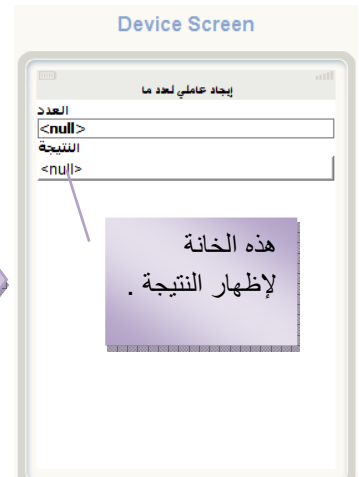 Device Screen
إيجاد عاملي لعدد ما
العدد
<null>
النتيجة
<null>
هذه الخانة
لإظهار النتيجة .